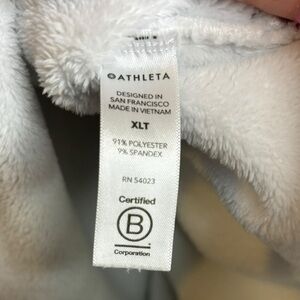 ATHLETA
DESIGNED IN
SAN FRANCISCO
MADE IN VIETNAM
XLT
91% POLYESTER
9% SPANDEX
RN 54023
Certified
B
Corporation